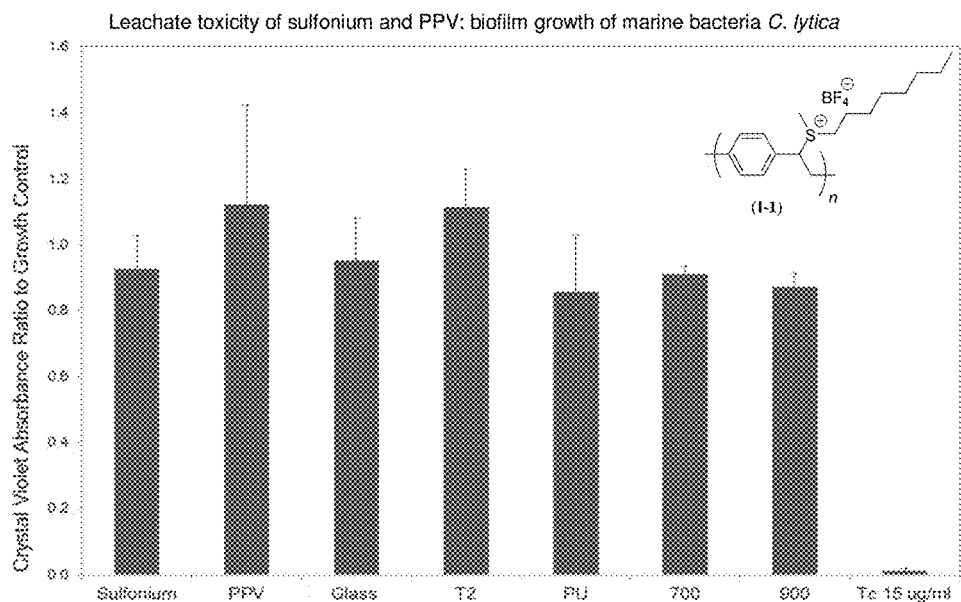 Leachate toxicity of sulfonium and PPV: biofilm growth of marine bacteria C. lytica
Crystal Violet Absorbance Ratio to Growth Control
1.6
1.4
1.2
1.0
0.8
0.6
0.4
0.2
0.0
BF4⊖
S⊕
n
(I-1)
Sulfonium PPV Glass T2 PU 700 900 Tc 15 ug/ml